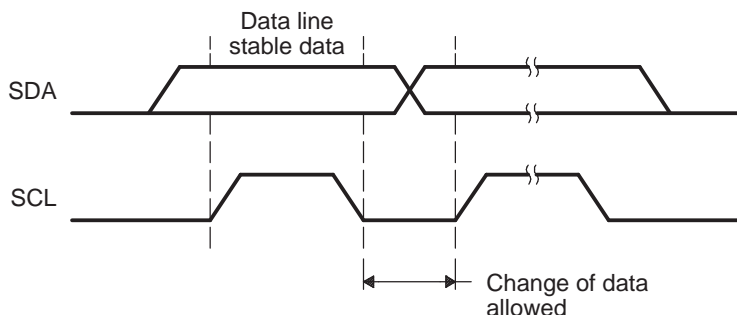 Data line
stable data
SDA
SCL
Change of data
allowed